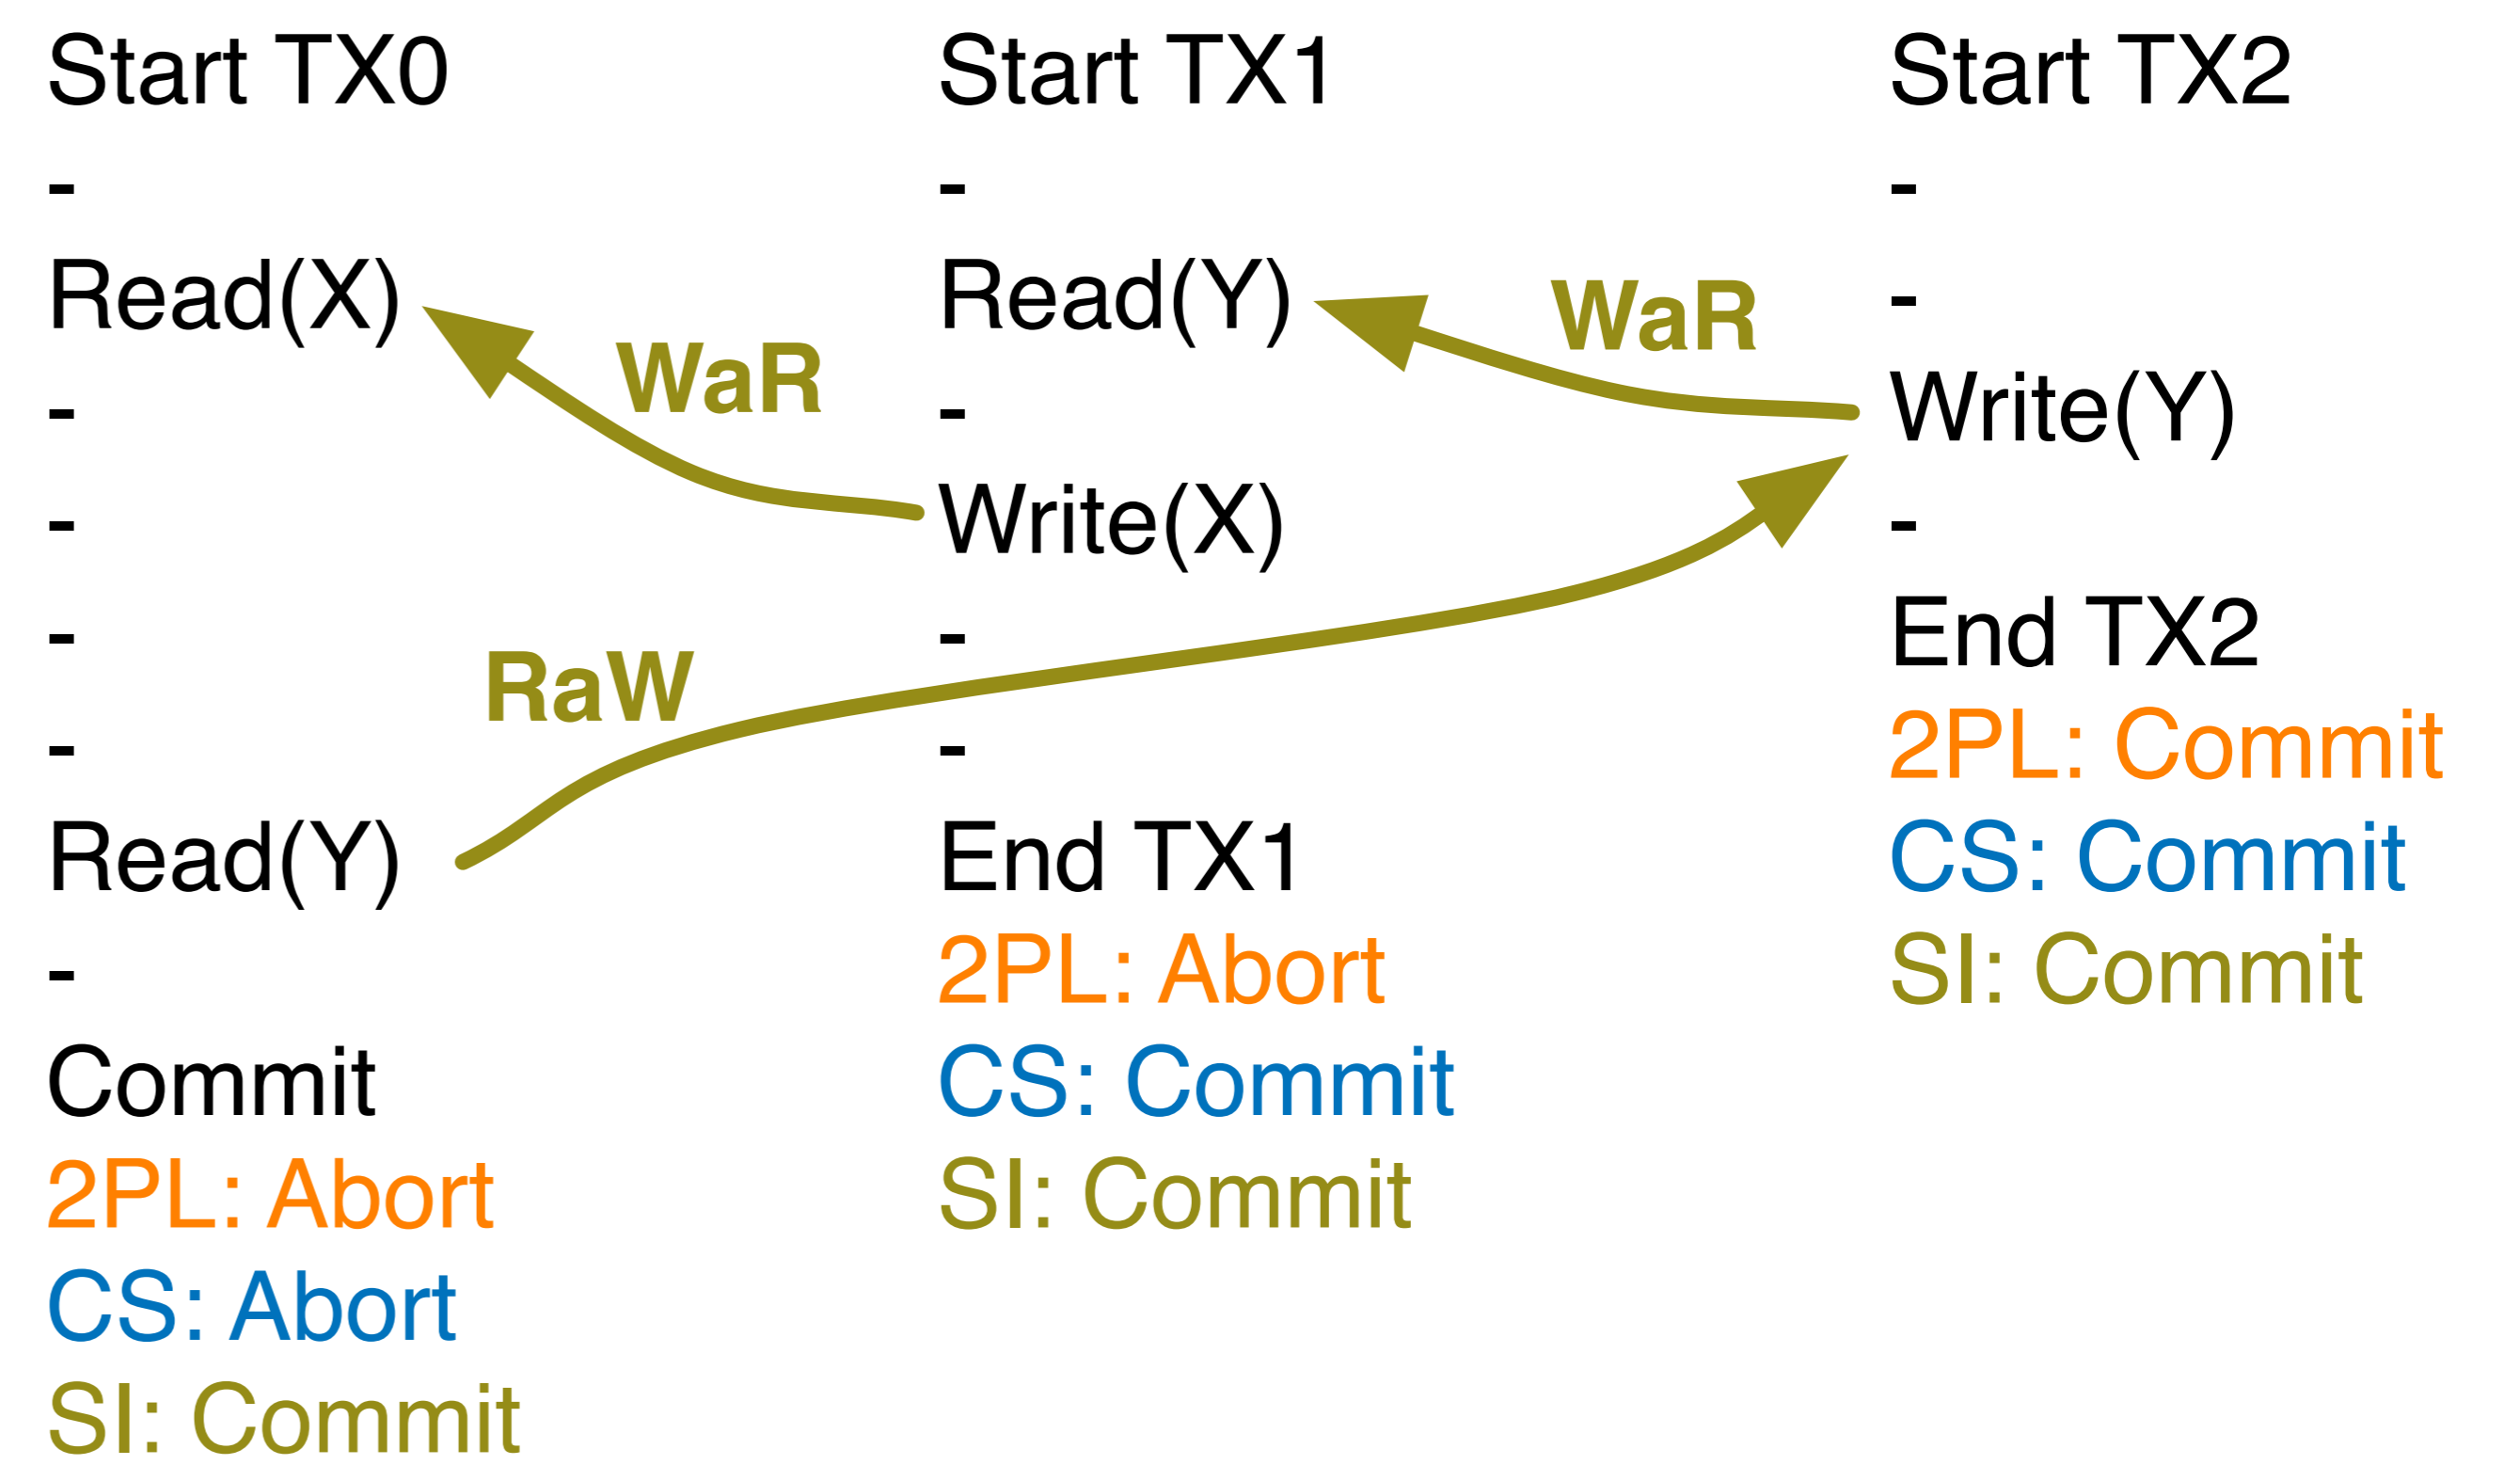 Start TX0
-
Read(X)
-
-
-
-
Read(Y)
-
Commit
2PL: Abort
CS: Abort
SI: Commit
WaR
RaW
Start TX1
-
Read(Y)
-
Write(X)
-
-
End TX1
2PL: Abort
CS: Commit
SI: Commit
WaR
Start TX2
-
-
Write(Y)
-
End TX2
2PL: Commit
CS: Commit
SI: Commit